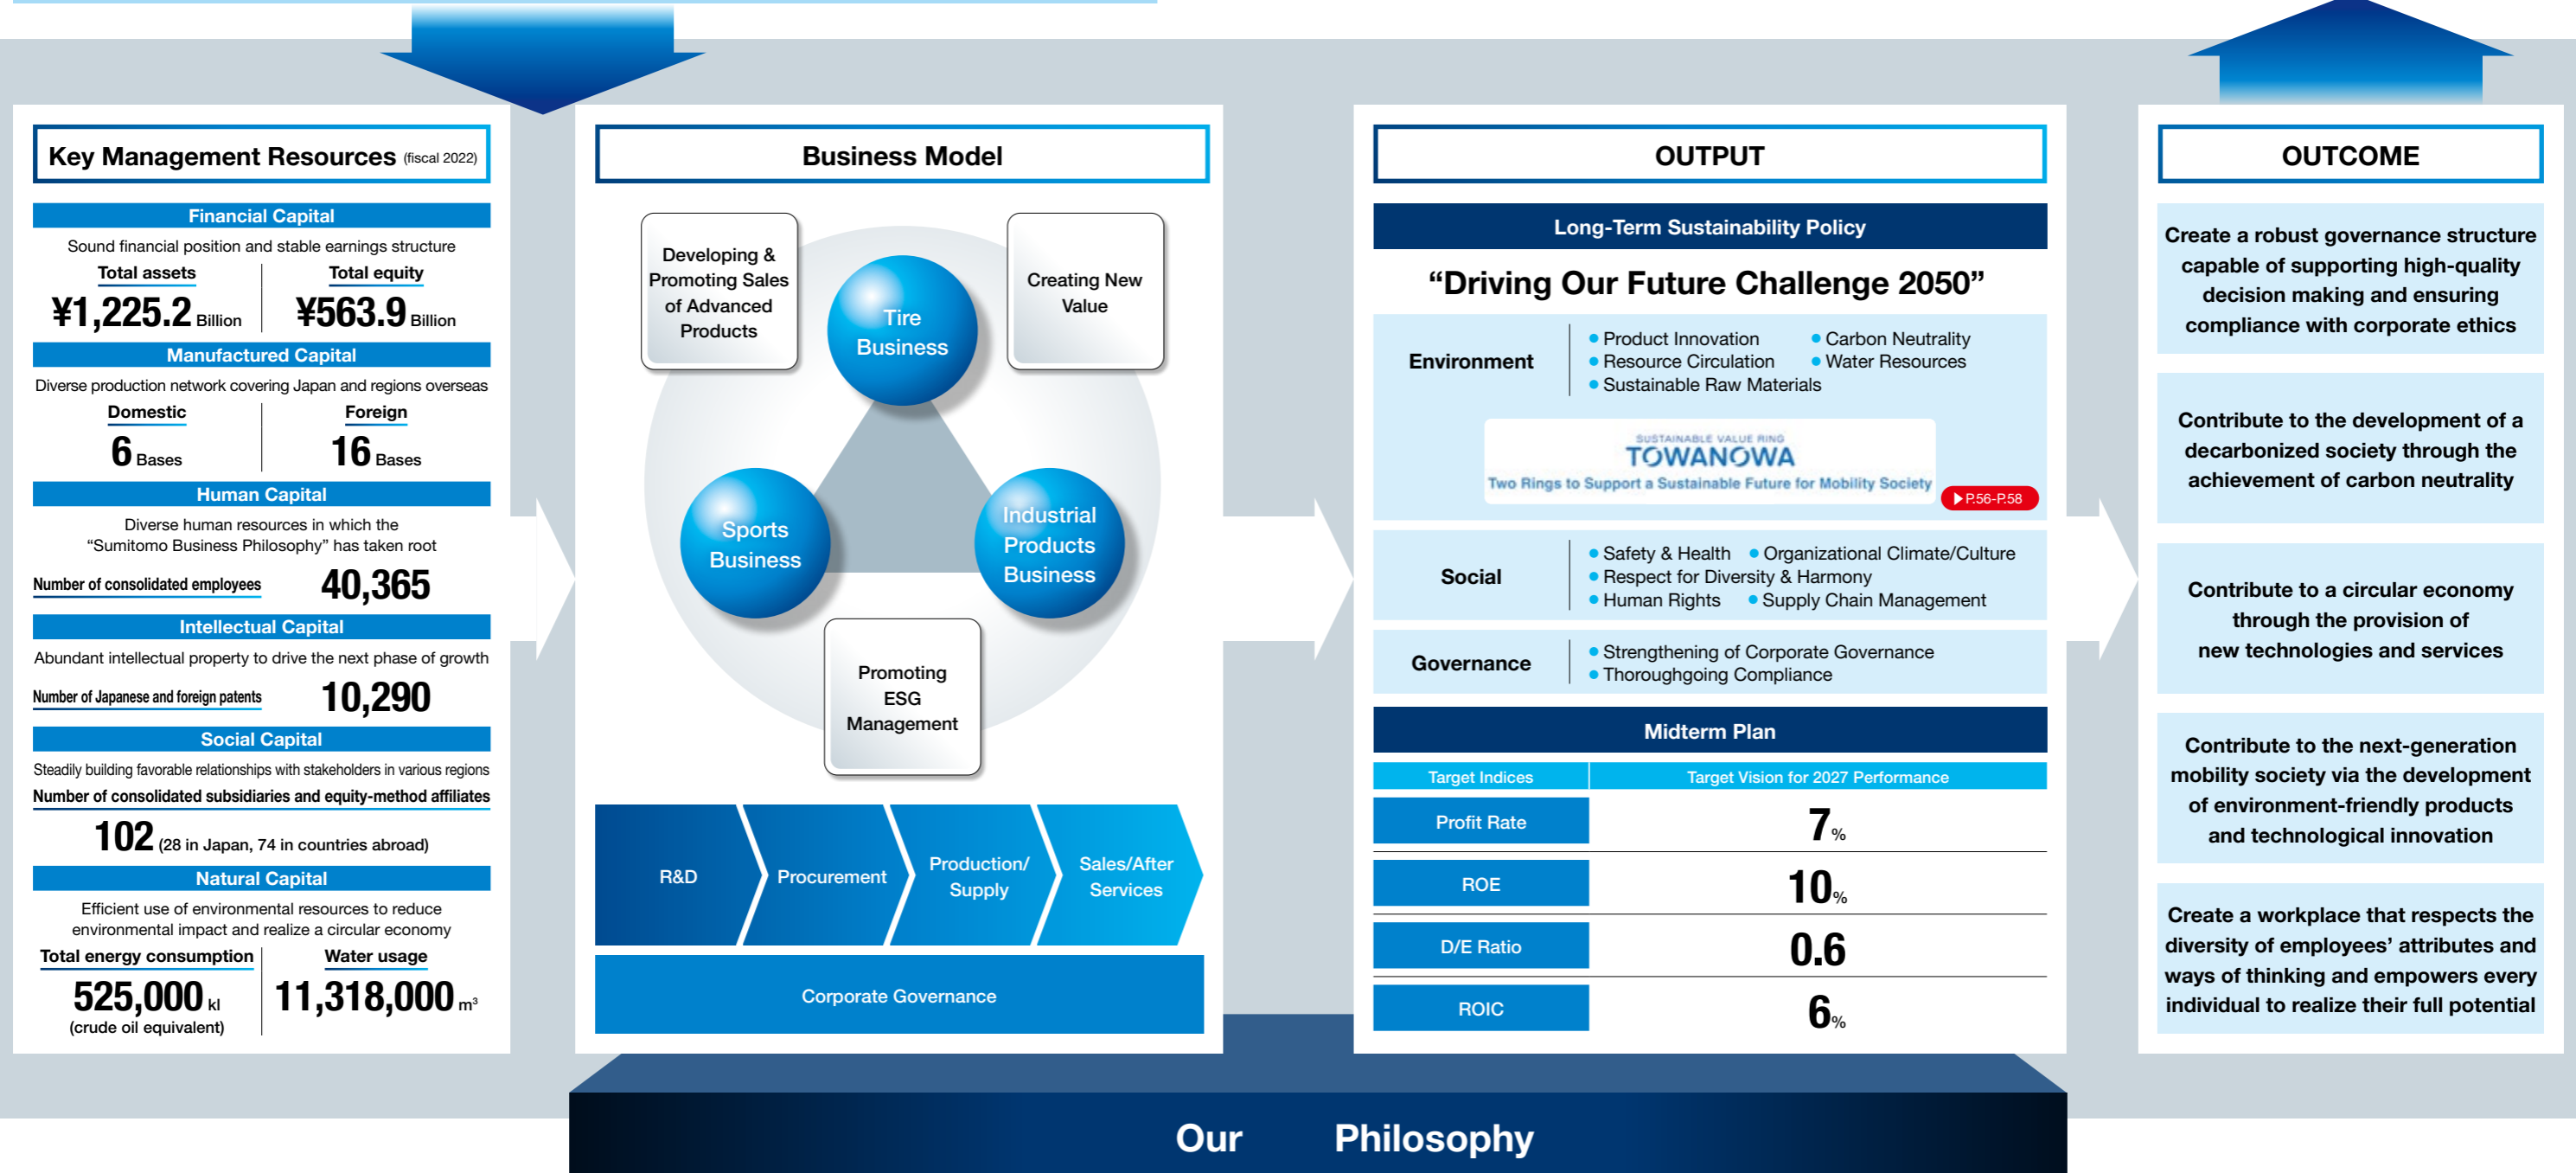 Key Management Resources (fiscal 2022)
Financial Capital
Sound financial position and stable earnings structure
Total assets
¥1,225.2 Billion
Total equity
¥563.9 Billion
Manufactured Capital
Diverse production network covering Japan and regions overseas
Domestic
6 Bases
Foreign
16 Bases
Human Capital
Diverse human resources in which the
“Sumitomo Business Philosophy” has taken root
Number of consolidated employees 40,365
Intellectual Capital
Abundant intellectual property to drive the next phase of growth
Number of Japanese and foreign patents 10,290
Social Capital
Steadily building favorable relationships with stakeholders in various regions
Number of consolidated subsidiaries and equity-method affiliates
102 (28 in Japan, 74 in countries abroad)
Natural Capital
Efficient use of environmental resources to reduce
environmental impact and realize a circular economy
Total energy consumption
525,000 kl
(crude oil equivalent)
Water usage
11,318,000 m³
Business Model
Developing &
Promoting Sales
of Advanced
Products
Creating New
Value
Tire
Business
Sports
Business
Industrial
Products
Business
Promoting
ESG
Management
R&D
Procurement
Production/
Supply
Sales/After
Services
Corporate Governance
OUTPUT
Long-Term Sustainability Policy
“Driving Our Future Challenge 2050”
Environment
● Product Innovation ● Carbon Neutrality
● Resource Circulation ● Water Resources
● Sustainable Raw Materials
SUSTAINABLE VALUE RING
TOWANOWA
Two Rings to Support a Sustainable Future for Mobility Society
▶P.56-P.58
Social
● Safety & Health ● Organizational Climate/Culture
● Respect for Diversity & Harmony
● Human Rights ● Supply Chain Management
Governance
● Strengthening of Corporate Governance
● Thoroughgoing Compliance
Midterm Plan
Target Indices Target Vision for 2027 Performance
Profit Rate 7%
ROE 10%
D/E Ratio 0.6
ROIC 6%
OUTCOME
Create a robust governance structure
capable of supporting high-quality
decision making and ensuring
compliance with corporate ethics
Contribute to the development of a
decarbonized society through the
achievement of carbon neutrality
Contribute to a circular economy
through the provision of
new technologies and services
Contribute to the next-generation
mobility society via the development
of environment-friendly products
and technological innovation
Create a workplace that respects the
diversity of employees’ attributes and
ways of thinking and empowers every
individual to realize their full potential
Our Philosophy